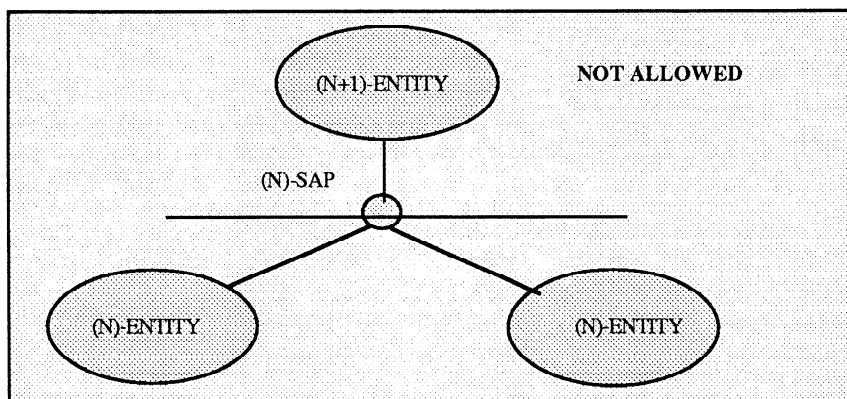 (N+1)-ENTITY
NOT ALLOWED
(N)-SAP
(N)-ENTITY
(N)-ENTITY